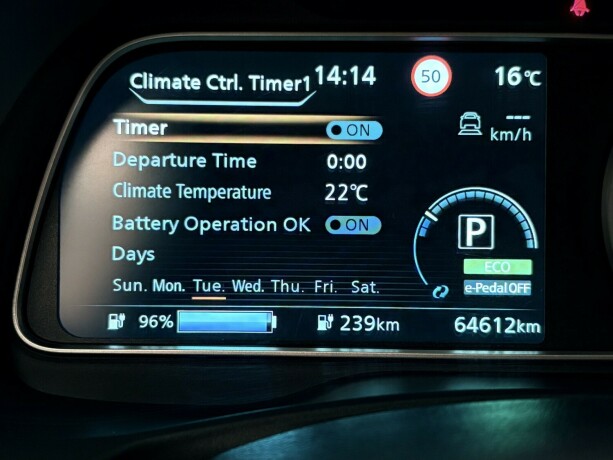 Climate Ctrl. Timer1 14:14 50 16°C
Timer ON
--- km/h
Departure Time 0:00
Climate Temperature 22°C
Battery Operation OK ON
P
Days
ECO
Sun. Mon. Tue. Wed. Thu. Fri. Sat.
e-Pedal OFF
96% 239km 64612km